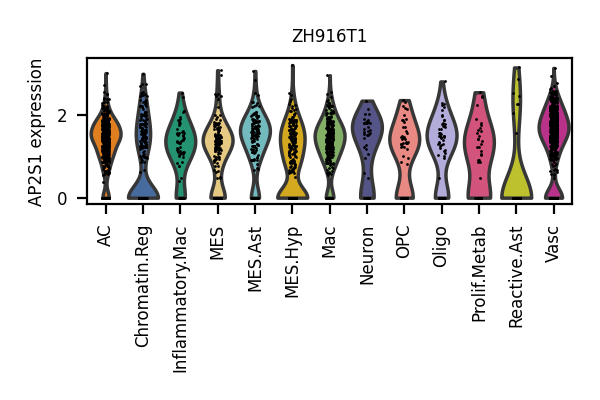 ZH916T1
AP2S1 expression
2
0
AC
Chromatin.Reg
Inflammatory.Mac
MES
MES.Ast
MES.Hyp
Mac
Neuron
OPC
Oligo
Prolif.Metab
Reactive.Ast
Vasc